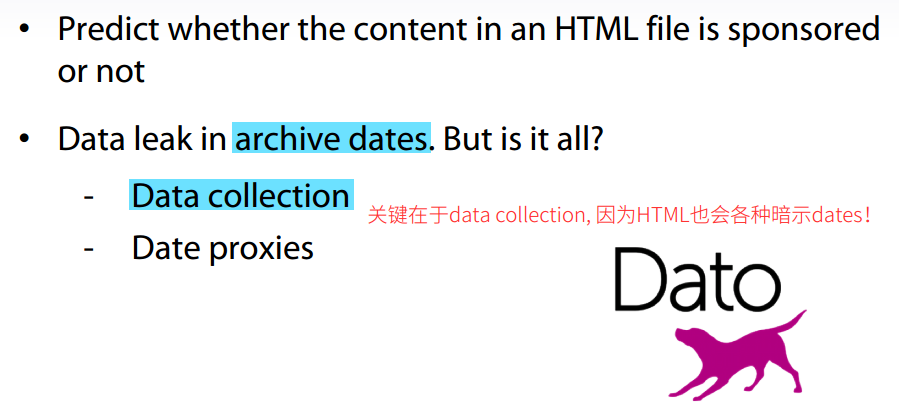 • Predict whether the content in an HTML file is sponsored
or not
• Data leak in archive dates. But is it all?
- Data collection
关键在于data collection, 因为HTML也会各种暗示dates!
- Date proxies
Dato